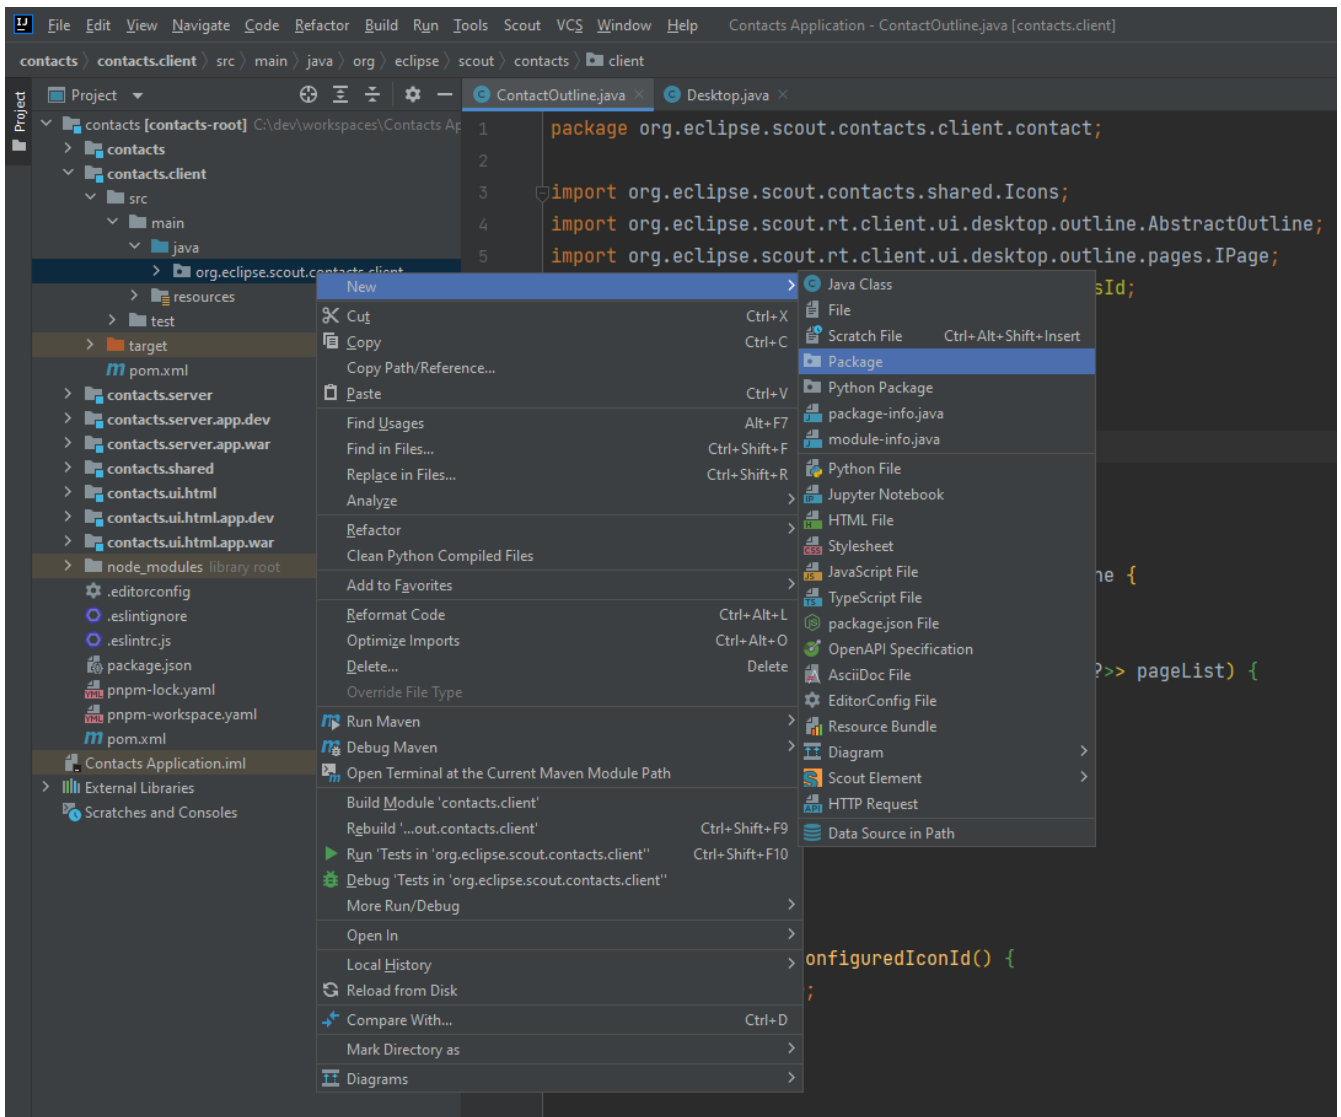 File Edit View Navigate Code Refactor Build Run Tools Scout VCS Window Help Contacts Application - ContactOutline.java [contacts.client]
contacts contacts.client src main java org eclipse scout contacts client
Project
Project
ContactOutline.java Desktop.java
contacts [contacts-root] C:\dev\workspaces\Contacts Ap
contacts
contacts.client
src
main
java
org.eclipse.scout.contacts.client
resources
test
target
pom.xml
contacts.server
contacts.server.app.dev
contacts.server.app.war
contacts.shared
contacts.ui.html
contacts.ui.html.app.dev
contacts.ui.html.app.war
node_modules library root
.editorconfig
.eslintignore
.eslintrc.js
package.json
pnpm-lock.yaml
pnpm-workspace.yaml
pom.xml
Contacts Application.iml
External Libraries
Scratches and Consoles
1 package org.eclipse.scout.contacts.client.contact;
2
3 import org.eclipse.scout.contacts.shared.Icons;
4 import org.eclipse.scout.rt.client.ui.desktop.outline.AbstractOutline;
5 import org.eclipse.scout.rt.client.ui.desktop.outline.pages.IPage;
sId;
ne {
?>> pageList) {
onfiguredIconId() {
;
New
Cut Ctrl+X
Copy Ctrl+C
Copy Path/Reference...
Paste Ctrl+V
Find Usages Alt+F7
Find in Files... Ctrl+Shift+F
Replace in Files... Ctrl+Shift+R
Analyze
Refactor
Clean Python Compiled Files
Add to Favorites
Reformat Code Ctrl+Alt+L
Optimize Imports Ctrl+Alt+O
Delete... Delete
Override File Type
Run Maven
Debug Maven
Open Terminal at the Current Maven Module Path
Build Module 'contacts.client'
Rebuild '...out.contacts.client' Ctrl+Shift+F9
Run 'Tests in 'org.eclipse.scout.contacts.client'' Ctrl+Shift+F10
Debug 'Tests in 'org.eclipse.scout.contacts.client''
More Run/Debug
Open In
Local History
Reload from Disk
Compare With... Ctrl+D
Mark Directory as
Diagrams
Java Class
File
Scratch File Ctrl+Alt+Shift+Insert
Package
Python Package
package-info.java
module-info.java
Python File
Jupyter Notebook
HTML File
Stylesheet
JavaScript File
TypeScript File
package.json File
OpenAPI Specification
AsciiDoc File
EditorConfig File
Resource Bundle
Diagram
Scout Element
HTTP Request
Data Source in Path